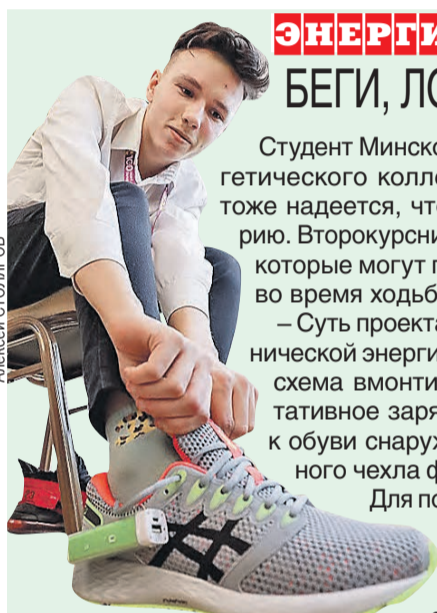 ЭНЕРГИ
БЕГИ, ЛО
Студент Минско
гетического колле
тоже надеется, что
рию. Второкурсни
которые могут п
во время ходьб
– Суть проекта
нической энерги
схема вмонти
тативное заря
к обуви снаруж
ного чехла ф
Для по